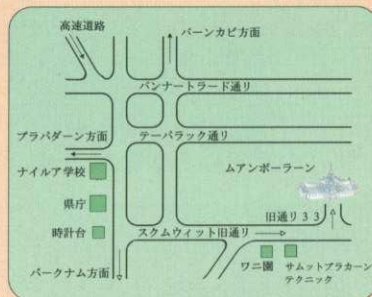 高速道路
バーンカピ方面
バンナートラード通り
プラパダーン方面
テーパラック通り
ナイルア学校
ムアンボーラーン
県庁
旧通り33
時計台
スクムウィット旧通り
ワニ園
サムットプラカーン
テクニック
パークナム方面